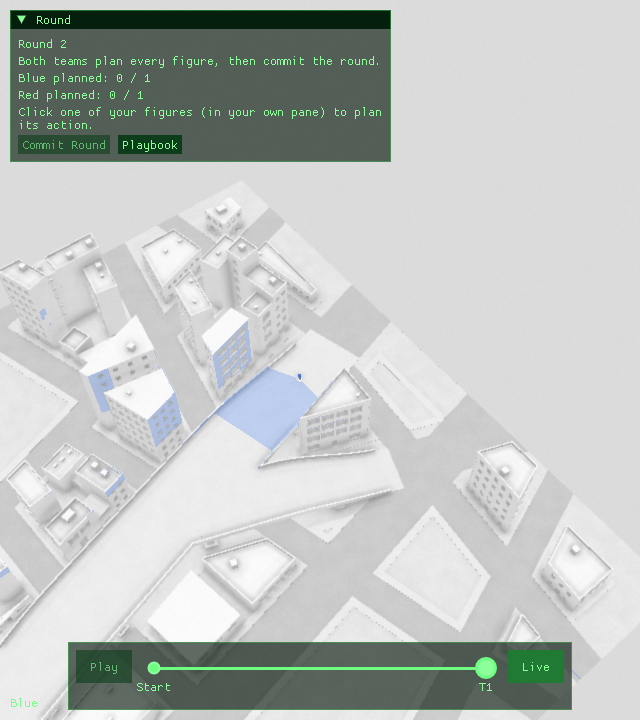 Round
Round 2
Both teams plan every figure, then commit the round.
Blue planned: 0 / 1
Red planned: 0 / 1
Click one of your figures (in your own pane) to plan
its action.
Commit Round Playbook
Play Live
Start T1
Blue